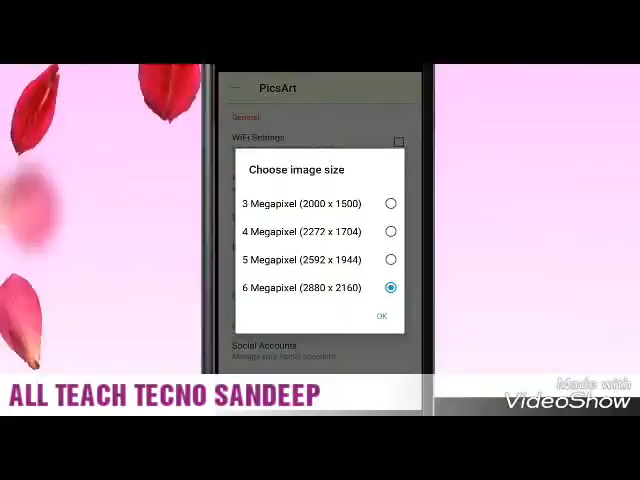 PicsArt
General
WiFi Settings
Choose image size
3 Megapixel (2000 x 1500)
4 Megapixel (2272 x 1704)
5 Megapixel (2592 x 1944)
6 Megapixel (2880 x 2160)
OK
Social Accounts
Manage your social accounts
ALL TEACH TECNO SANDEEP
Made with
VideoShow